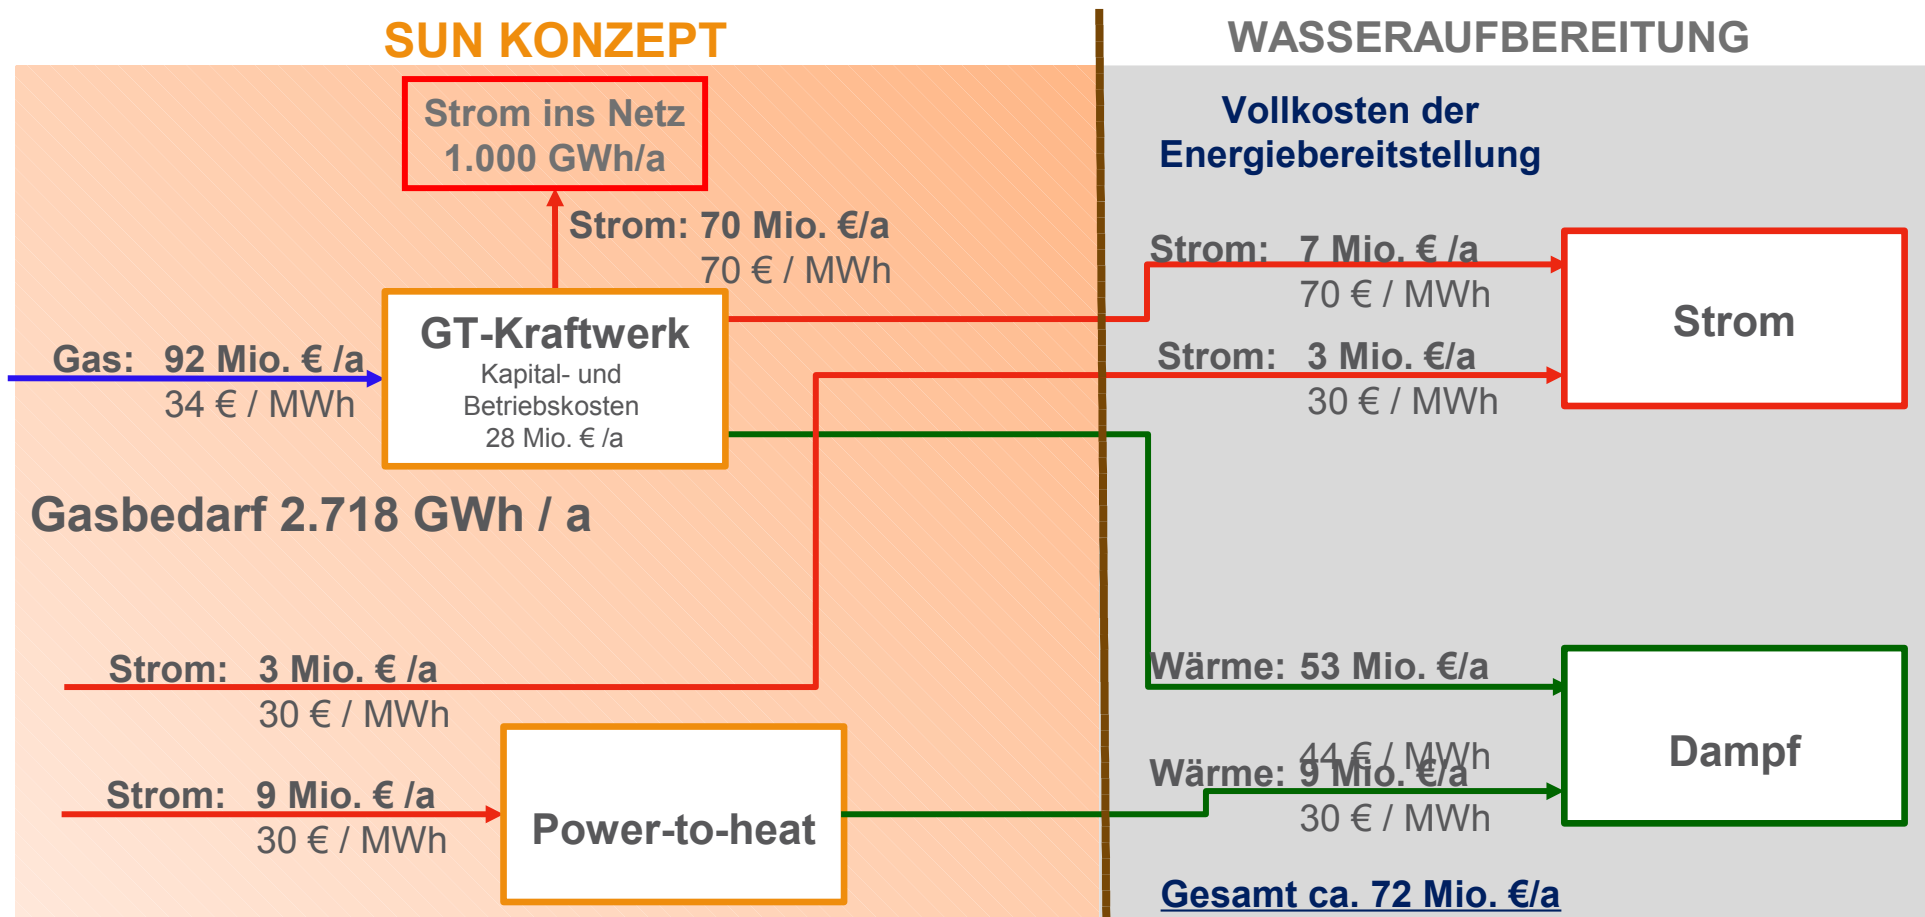 SUN KONZEPT
WASSERAUFBEREITUNG
Strom ins Netz
1.000 GWh/a
Strom: 70 Mio. €/a
70 € / MWh
Gas: 92 Mio. € /a
34 € / MWh
GT-Kraftwerk
Kapital- und
Betriebskosten
28 Mio. € /a
Gasbedarf 2.718 GWh / a
Strom: 3 Mio. € /a
30 € / MWh
Strom: 9 Mio. € /a
30 € / MWh
Power-to-heat
Vollkosten der
Energiebereitstellung
Strom: 7 Mio. € /a
70 € / MWh
Strom: 3 Mio. €/a
30 € / MWh
Strom
Wärme: 53 Mio. €/a
44 € / MWh
Wärme: 9 Mio. €/a
30 € / MWh
Dampf
Gesamt ca. 72 Mio. €/a